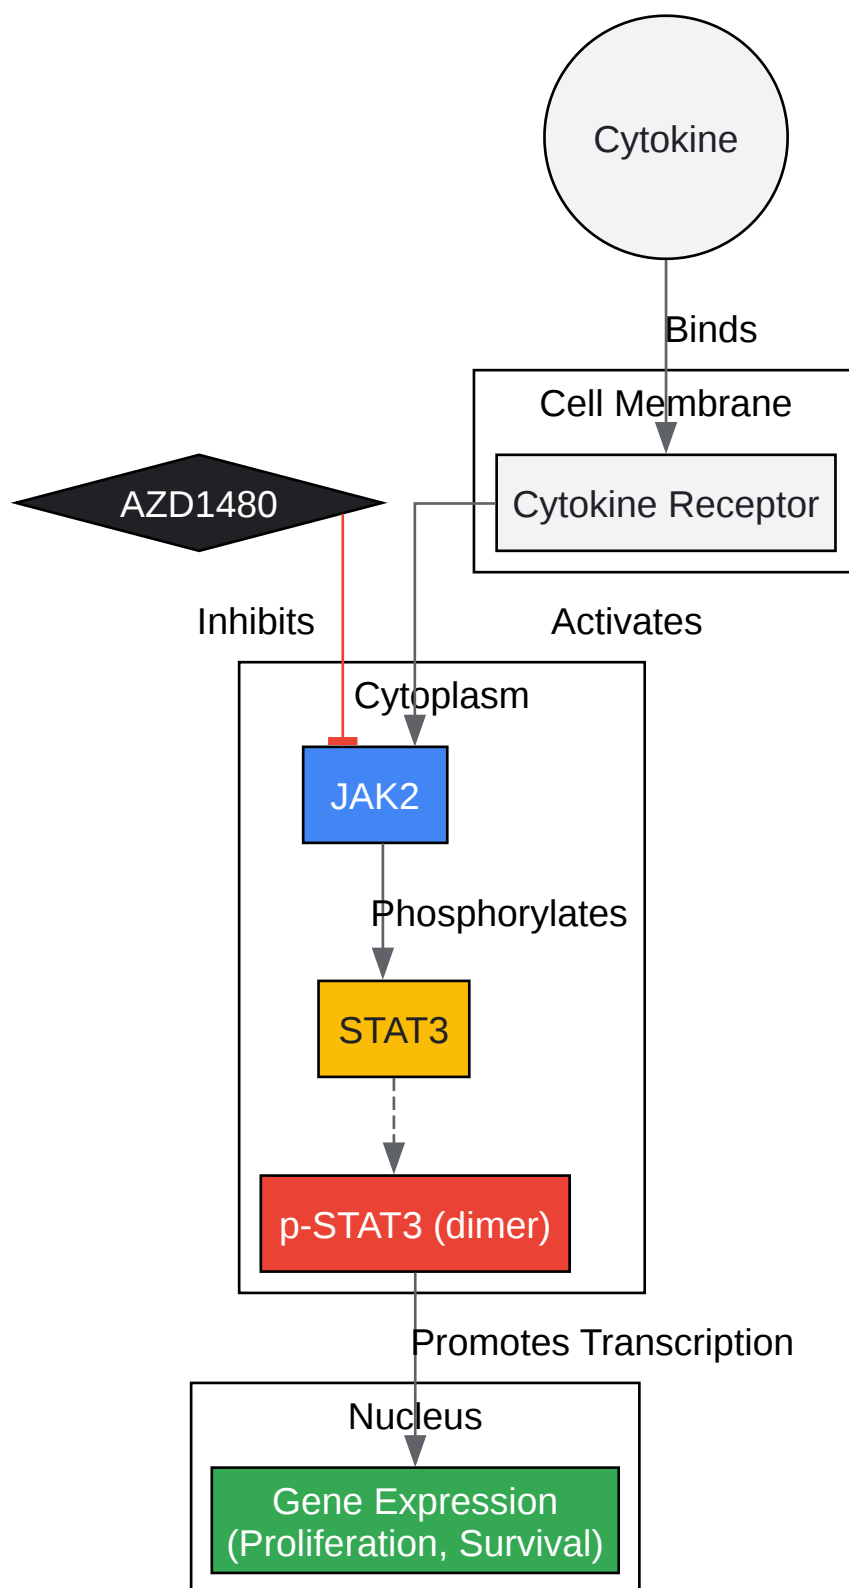 Cytokine
Binds
Cell Membrane
Cytokine Receptor
AZD1480
Inhibits
Activates
Cytoplasm
JAK2
Phosphorylates
STAT3
p-STAT3 (dimer)
Promotes Transcription
Nucleus
Gene Expression
(Proliferation, Survival)